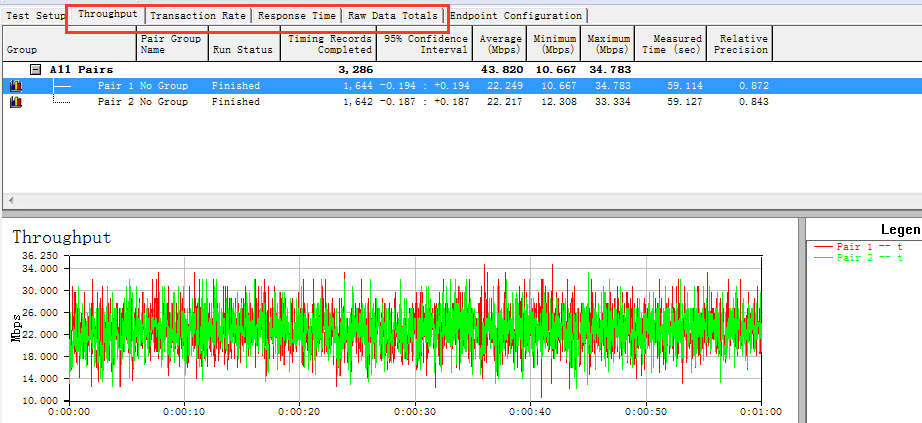 Test Setup Throughput Transaction Rate Response Time Raw Data Totals Endpoint Configuration
Group Pair Group Name Run Status Timing Records Completed 95% Confidence Interval Average (Mbps) Minimum (Mbps) Maximum (Mbps) Measured Time (sec) Relative Precision
All Pairs 3,286 43.820 10.667 34.783
Pair 1 No Group Finished 1,644 -0.194 : +0.194 22.249 10.667 34.783 59.114 0.872
Pair 2 No Group Finished 1,642 -0.187 : +0.187 22.217 12.308 33.334 59.127 0.843
Throughput
Mbps
36.250
34.000
30.000
26.000
22.000
18.000
14.000
10.000
0:00:00 0:00:10 0:00:20 0:00:30 0:00:40 0:00:50 0:01:00
Legen
Pair 1 -- t
Pair 2 -- t